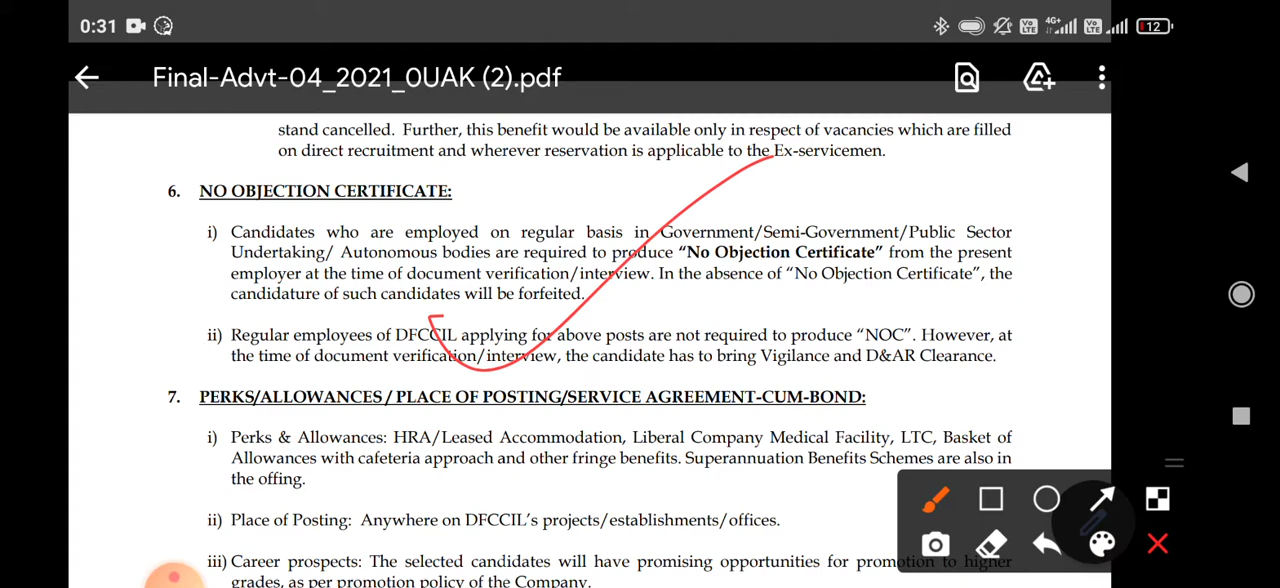 0:31
4G+
Vo
LTE
Vo
LTE
12
Final-Advt-04_2021_0UAK (2).pdf
stand cancelled. Further, this benefit would be available only in respect of vacancies which are filled
on direct recruitment and wherever reservation is applicable to the Ex-servicemen.
6. NO OBJECTION CERTIFICATE:
i) Candidates who are employed on regular basis in Government/Semi-Government/Public Sector
Undertaking/ Autonomous bodies are required to produce “No Objection Certificate” from the present
employer at the time of document verification/interview. In the absence of “No Objection Certificate”, the
candidature of such candidates will be forfeited.
ii) Regular employees of DFCCIL applying for above posts are not required to produce “NOC”. However, at
the time of document verification/interview, the candidate has to bring Vigilance and D&AR Clearance.
7. PERKS/ALLOWANCES / PLACE OF POSTING/SERVICE AGREEMENT-CUM-BOND:
i) Perks & Allowances: HRA/Leased Accommodation, Liberal Company Medical Facility, LTC, Basket of
Allowances with cafeteria approach and other fringe benefits. Superannuation Benefits Schemes are also in
the offing.
ii) Place of Posting: Anywhere on DFCCIL’s projects/establishments/offices.
iii) Career prospects: The selected candidates will have promising opportunities for promotion to higher
grades, as per promotion policy of the Company.